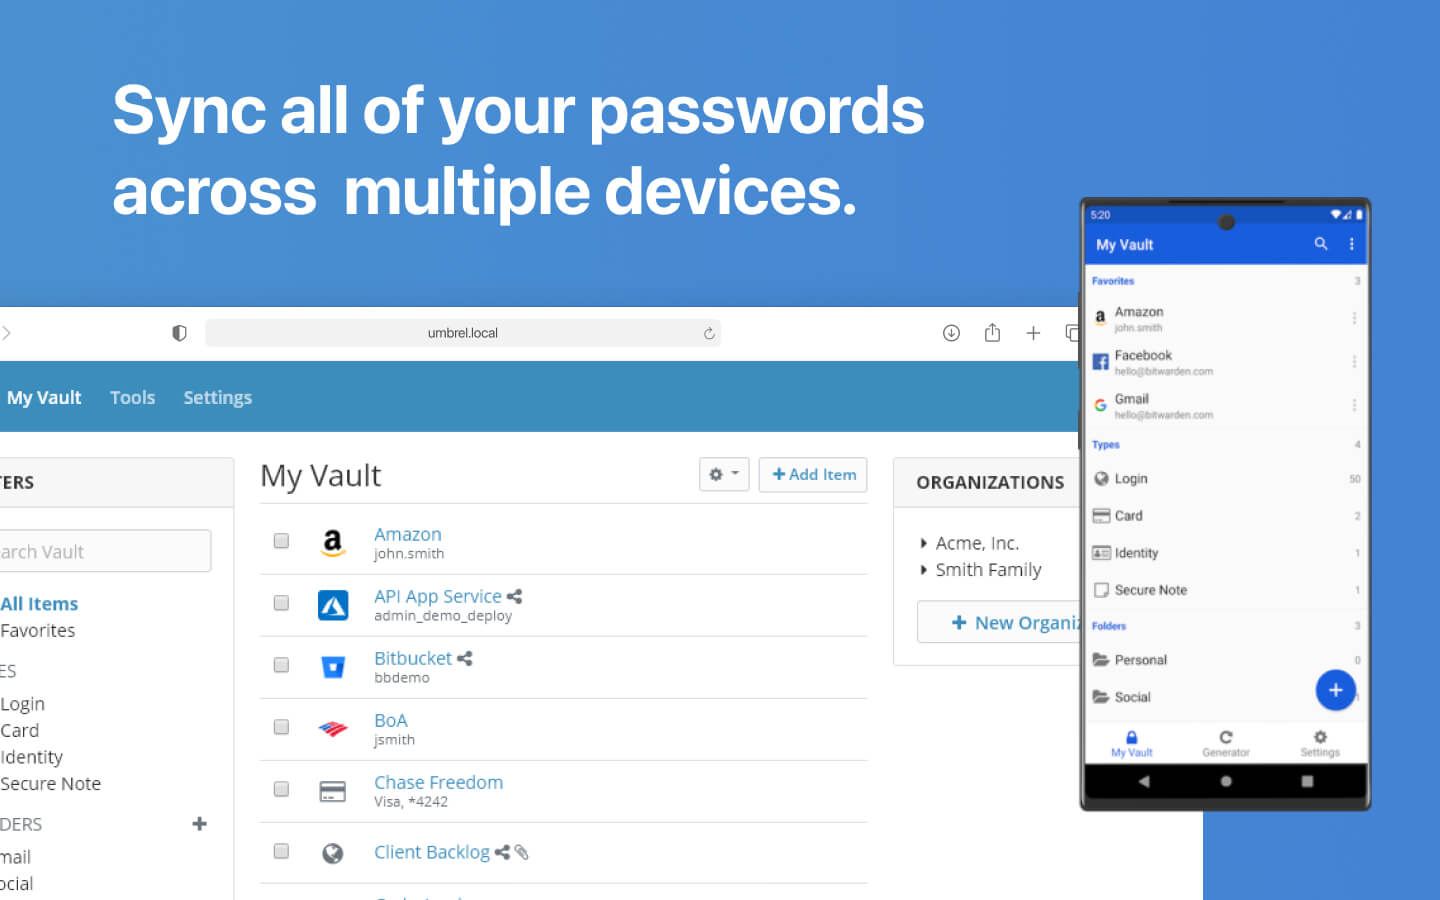 Sync all of your passwords
across multiple devices.
umbrel.local
My Vault
Tools
Settings
TERS
arch Vault
All Items
Favorites
ES
Login
Card
Identity
Secure Note
DERS
mail
ocial
My Vault
Add Item
Amazon
john.smith
API App Service
admin_demo_deploy
Bitbucket
bbdemo
BoA
jsmith
Chase Freedom
Visa, *4242
Client Backlog
ORGANIZATIONS
Acme, Inc.
Smith Family
New Organiz
5:20
My Vault
Favorites 3
Amazon
john.smith
Facebook
hello@bitwarden.com
Gmail
hello@bitwarden.com
Types 4
Login 50
Card 2
Identity 1
Secure Note 1
Folders 3
Personal 0
Social 1
My Vault
Generator
Settings